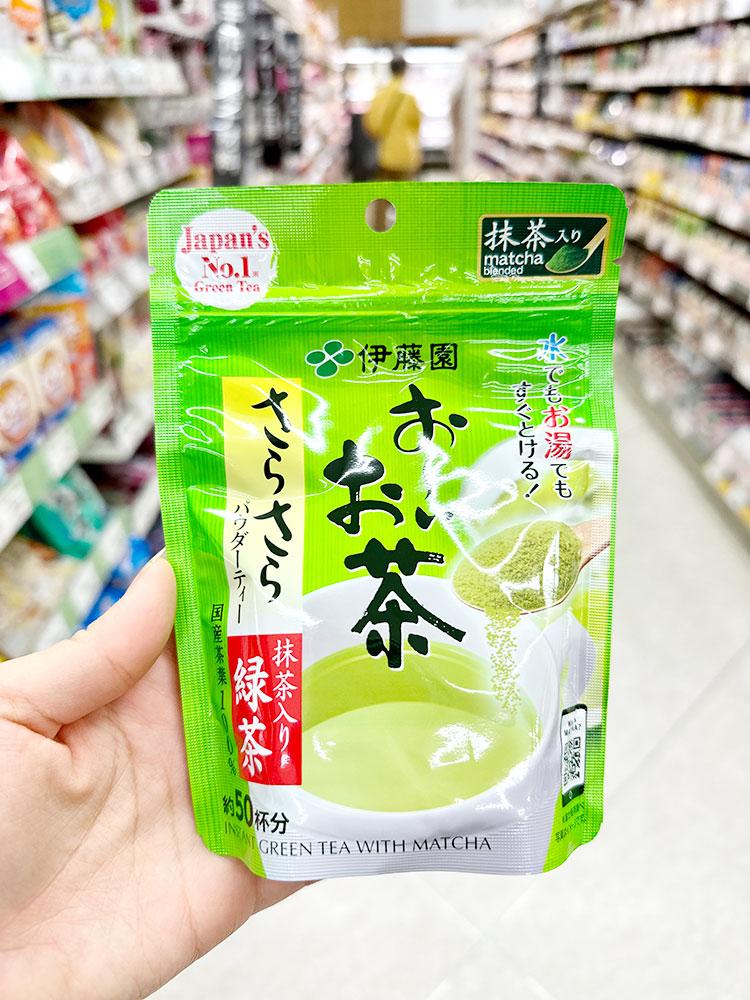 Japan's
No.1※
Green Tea
抹茶入り
matcha
blended
伊藤園
水でもお湯でも
すぐとける!
お〜い
お茶
さらさら
パウダーティー
抹茶入り
緑茶
国産茶葉100%
約50杯分
INSTANT GREEN TEA WITH MATCHA